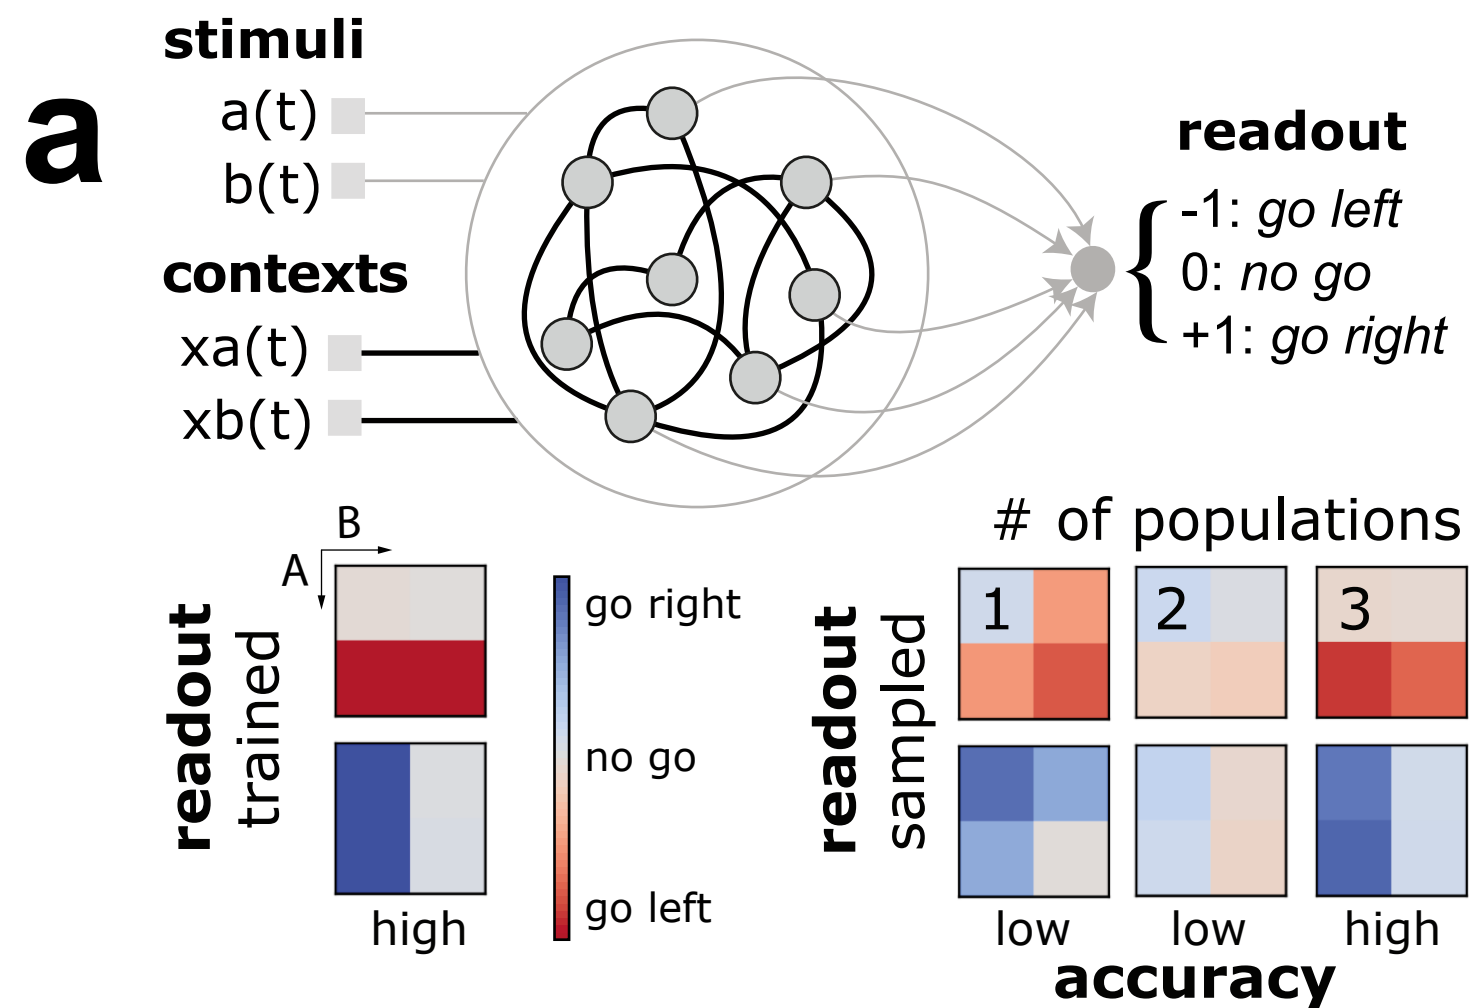 a
stimuli
a(t)
b(t)
contexts
xa(t)
xb(t)
readout
-1: go left
0: no go
+1: go right
B
A
readout
trained
high
go right
no go
go left
# of populations
readout
sampled
1
2
3
low
low
high
accuracy